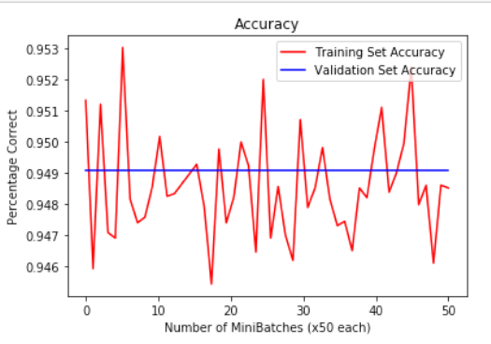 Accuracy
Training Set Accuracy
Validation Set Accuracy
Percentage Correct
0.953
0.952
0.951
0.950
0.949
0.948
0.947
0.946
0 10 20 30 40 50
Number of MiniBatches (x50 each)